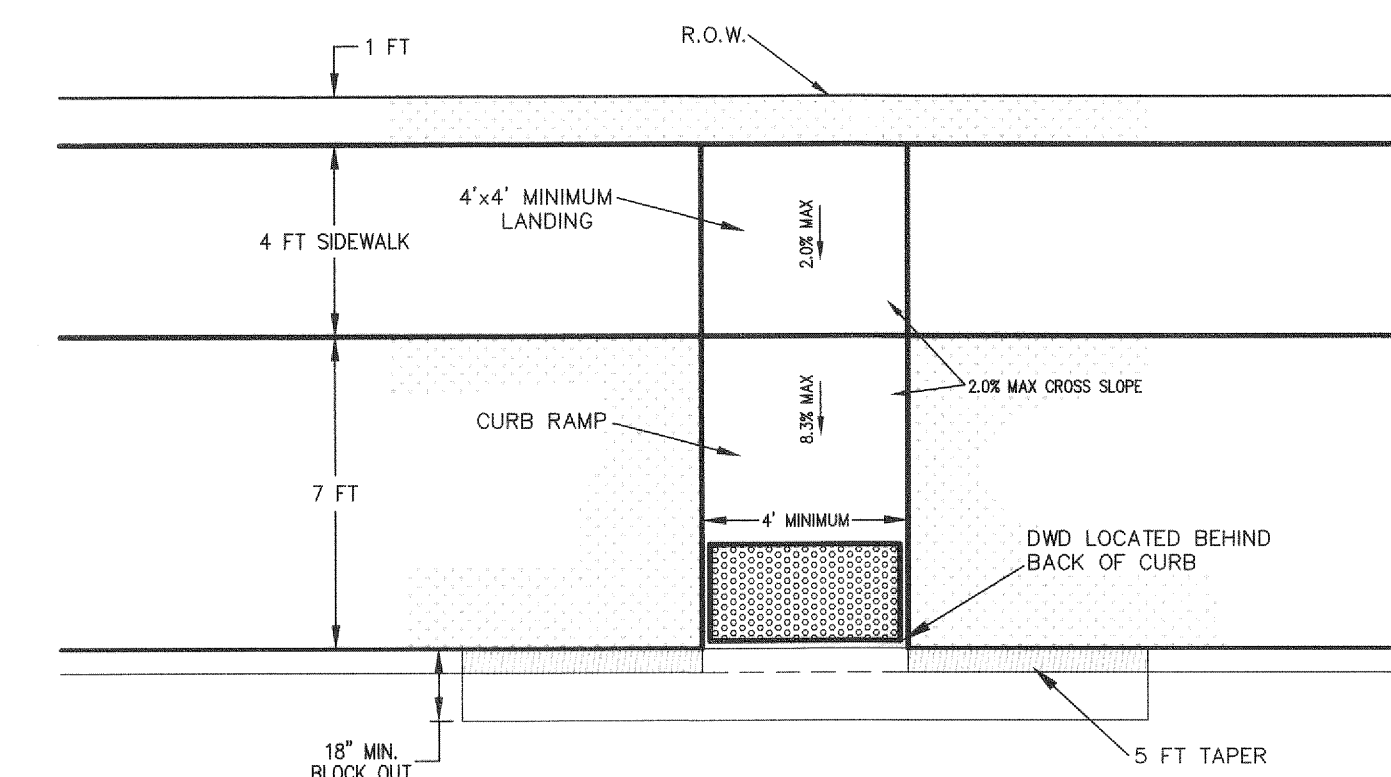 1 FT
R.O.W.
4'x4' MINIMUM
LANDING
2.0% MAX
4 FT SIDEWALK
8.3% MAX
2.0% MAX CROSS SLOPE
CURB RAMP
7 FT
4' MINIMUM
DWD LOCATED BEHIND
BACK OF CURB
18" MIN.
BLOCK OUT
5 FT TAPER